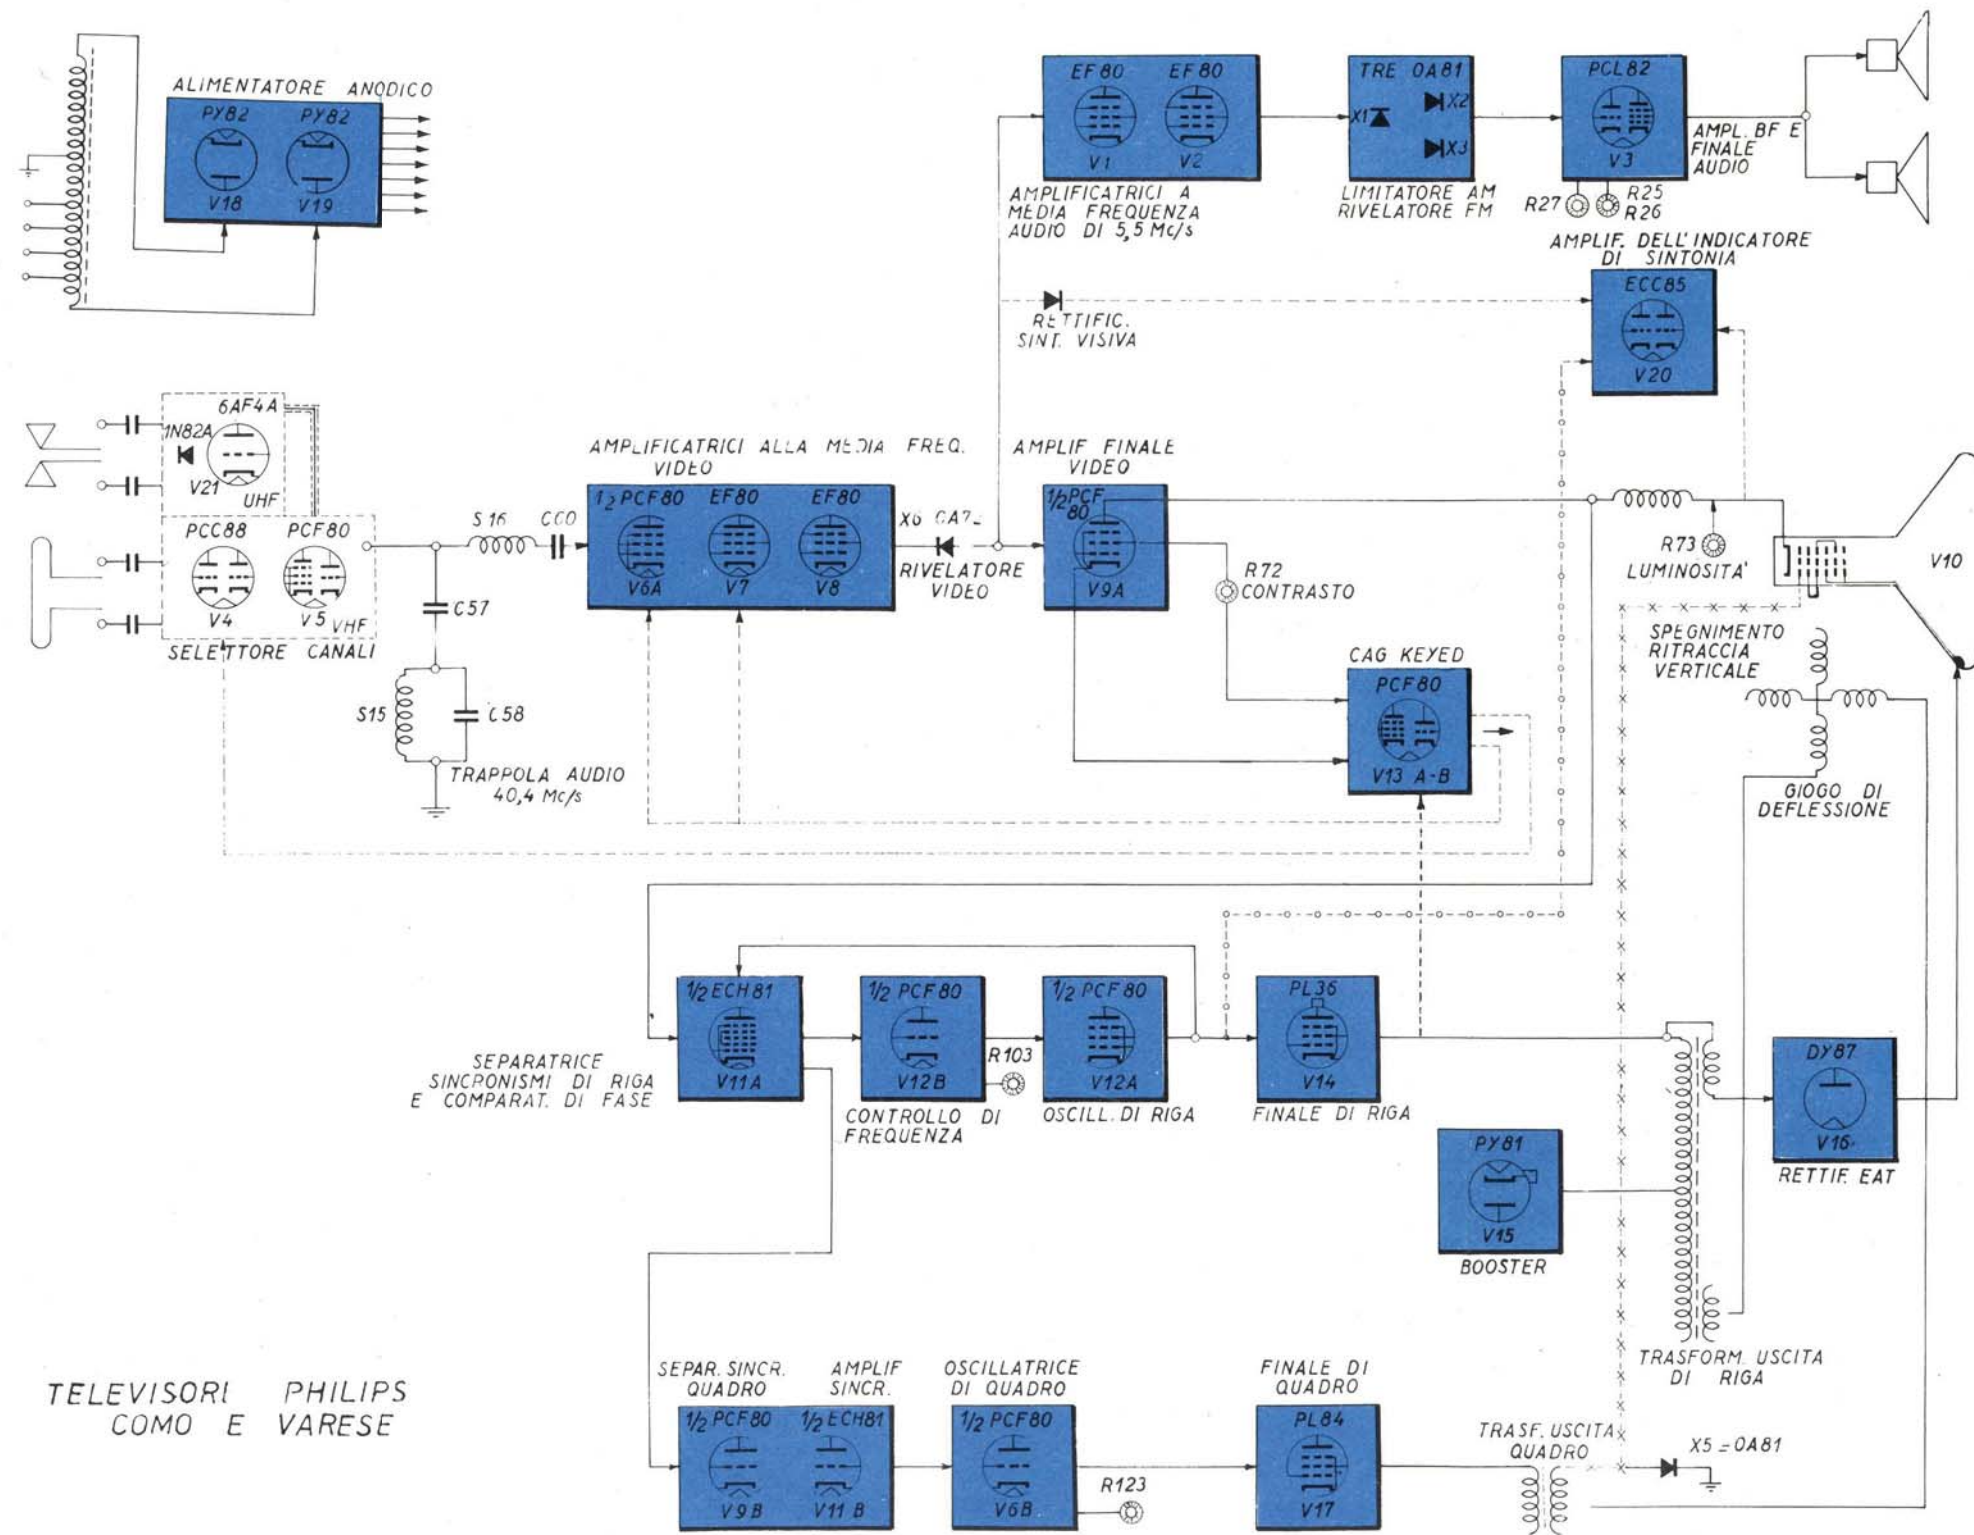 ALIMENTATORE ANODICO
PY82 PY82
V18 V19
EF80 EF80
V1 V2
AMPLIFICATRICI A
MEDIA FREQUENZA
AUDIO DI 5,5 Mc/s
TRE OA81
X1 X2
X3
LIMITATORE AM
RIVELATORE FM
PCL82
V3
AMPL. BF E
FINALE
AUDIO
R27 R25
R26
AMPLIF. DELL'INDICATORE
DI SINTONIA
ECC85
V20
RETTIFIC.
SINT. VISIVA
6AF4A
1N82A
V21
UHF
PCC88 PCF80
V4 V5 VHF
SELETTORE CANALI
S16
C57
S15 C58
TRAPPOLA AUDIO
40,4 Mc/s
AMPLIFICATRICI ALLA MEDIA FREQ.
VIDEO
1/2 PCF80 EF80 EF80
V6A V7 V8
X6
RIVELATORE
VIDEO
AMPLIF FINALE
VIDEO
1/2 PCF
80
V9A
R72
CONTRASTO
CAG KEYED
PCF80
V13 A-B
R73
LUMINOSITA'
V10
SPEGNIMENTO
RITRACCIA
VERTICALE
GIOGO DI
DEFLESSIONE
1/2 ECH81
V11A
SEPARATRICE
SINCRONISMI DI RIGA
E COMPARAT. DI FASE
1/2 PCF80
V12B
R103
CONTROLLO DI
FREQUENZA
1/2 PCF80
V12A
OSCILL. DI RIGA
PL36
V14
FINALE DI RIGA
DY87
V16
RETTIF. EAT
PY81
V15
BOOSTER
TRASFORM. USCITA
DI RIGA
TELEVISORI PHILIPS
COMO E VARESE
SEPAR. SINCR.
QUADRO
AMPLIF
SINCR.
1/2 PCF80 1/2 ECH81
V9B V11B
OSCILLATRICE
DI QUADRO
1/2 PCF80
V6B
R123
FINALE DI
QUADRO
PL84
V17
TRASF. USCITA
QUADRO
X5 = OA81